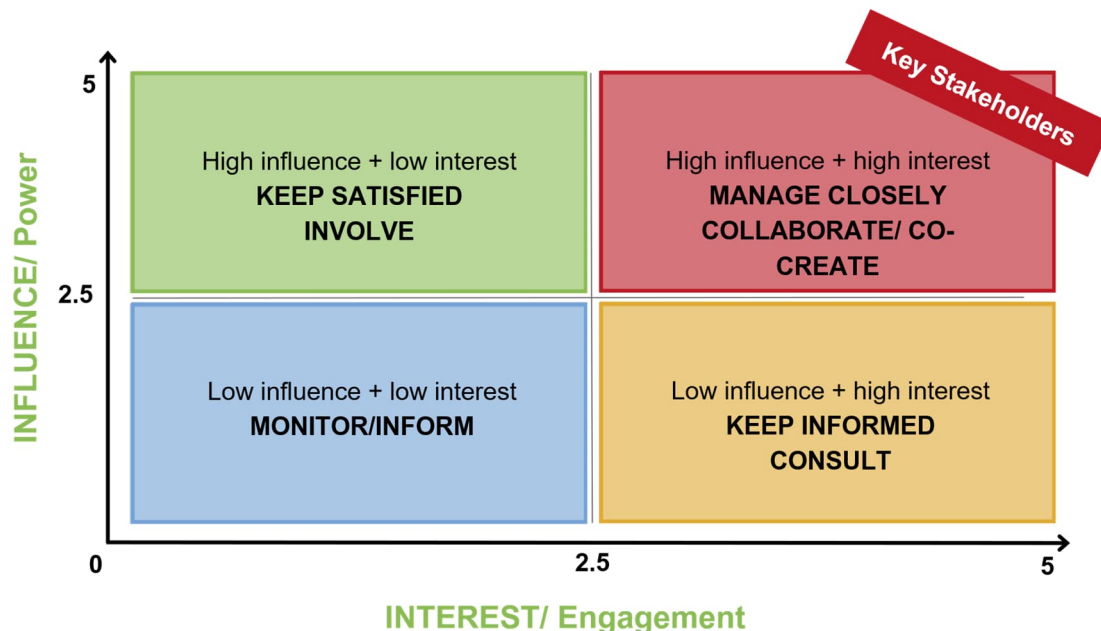 Key Stakeholders
5
High influence + low interest
KEEP SATISFIED
INVOLVE
High influence + high interest
MANAGE CLOSELY
COLLABORATE/ CO-
CREATE
INFLUENCE/ Power
2.5
Low influence + low interest
MONITOR/INFORM
Low influence + high interest
KEEP INFORMED
CONSULT
0
2.5
5
INTEREST/ Engagement